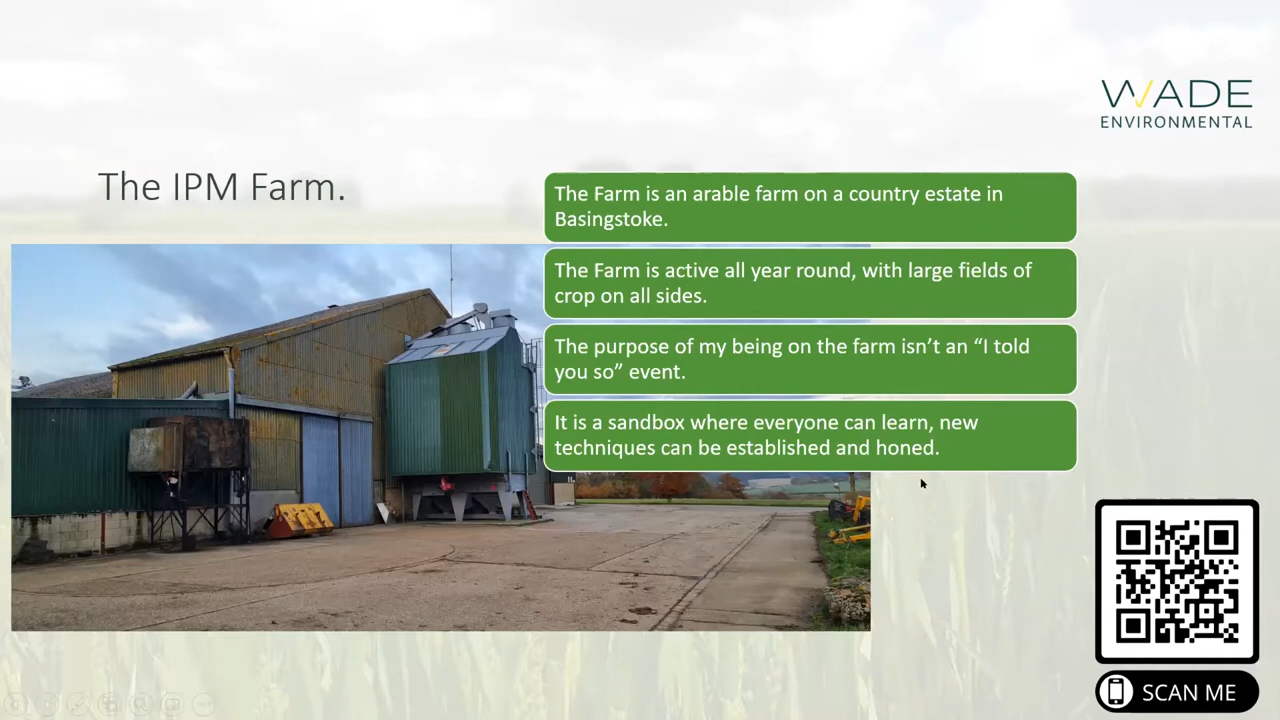 WADE
ENVIRONMENTAL
The IPM Farm.
The Farm is an arable farm on a country estate in
Basingstoke.
The Farm is active all year round, with large fields of
crop on all sides.
The purpose of my being on the farm isn’t an “I told
you so” event.
It is a sandbox where everyone can learn, new
techniques can be established and honed.
SCAN ME